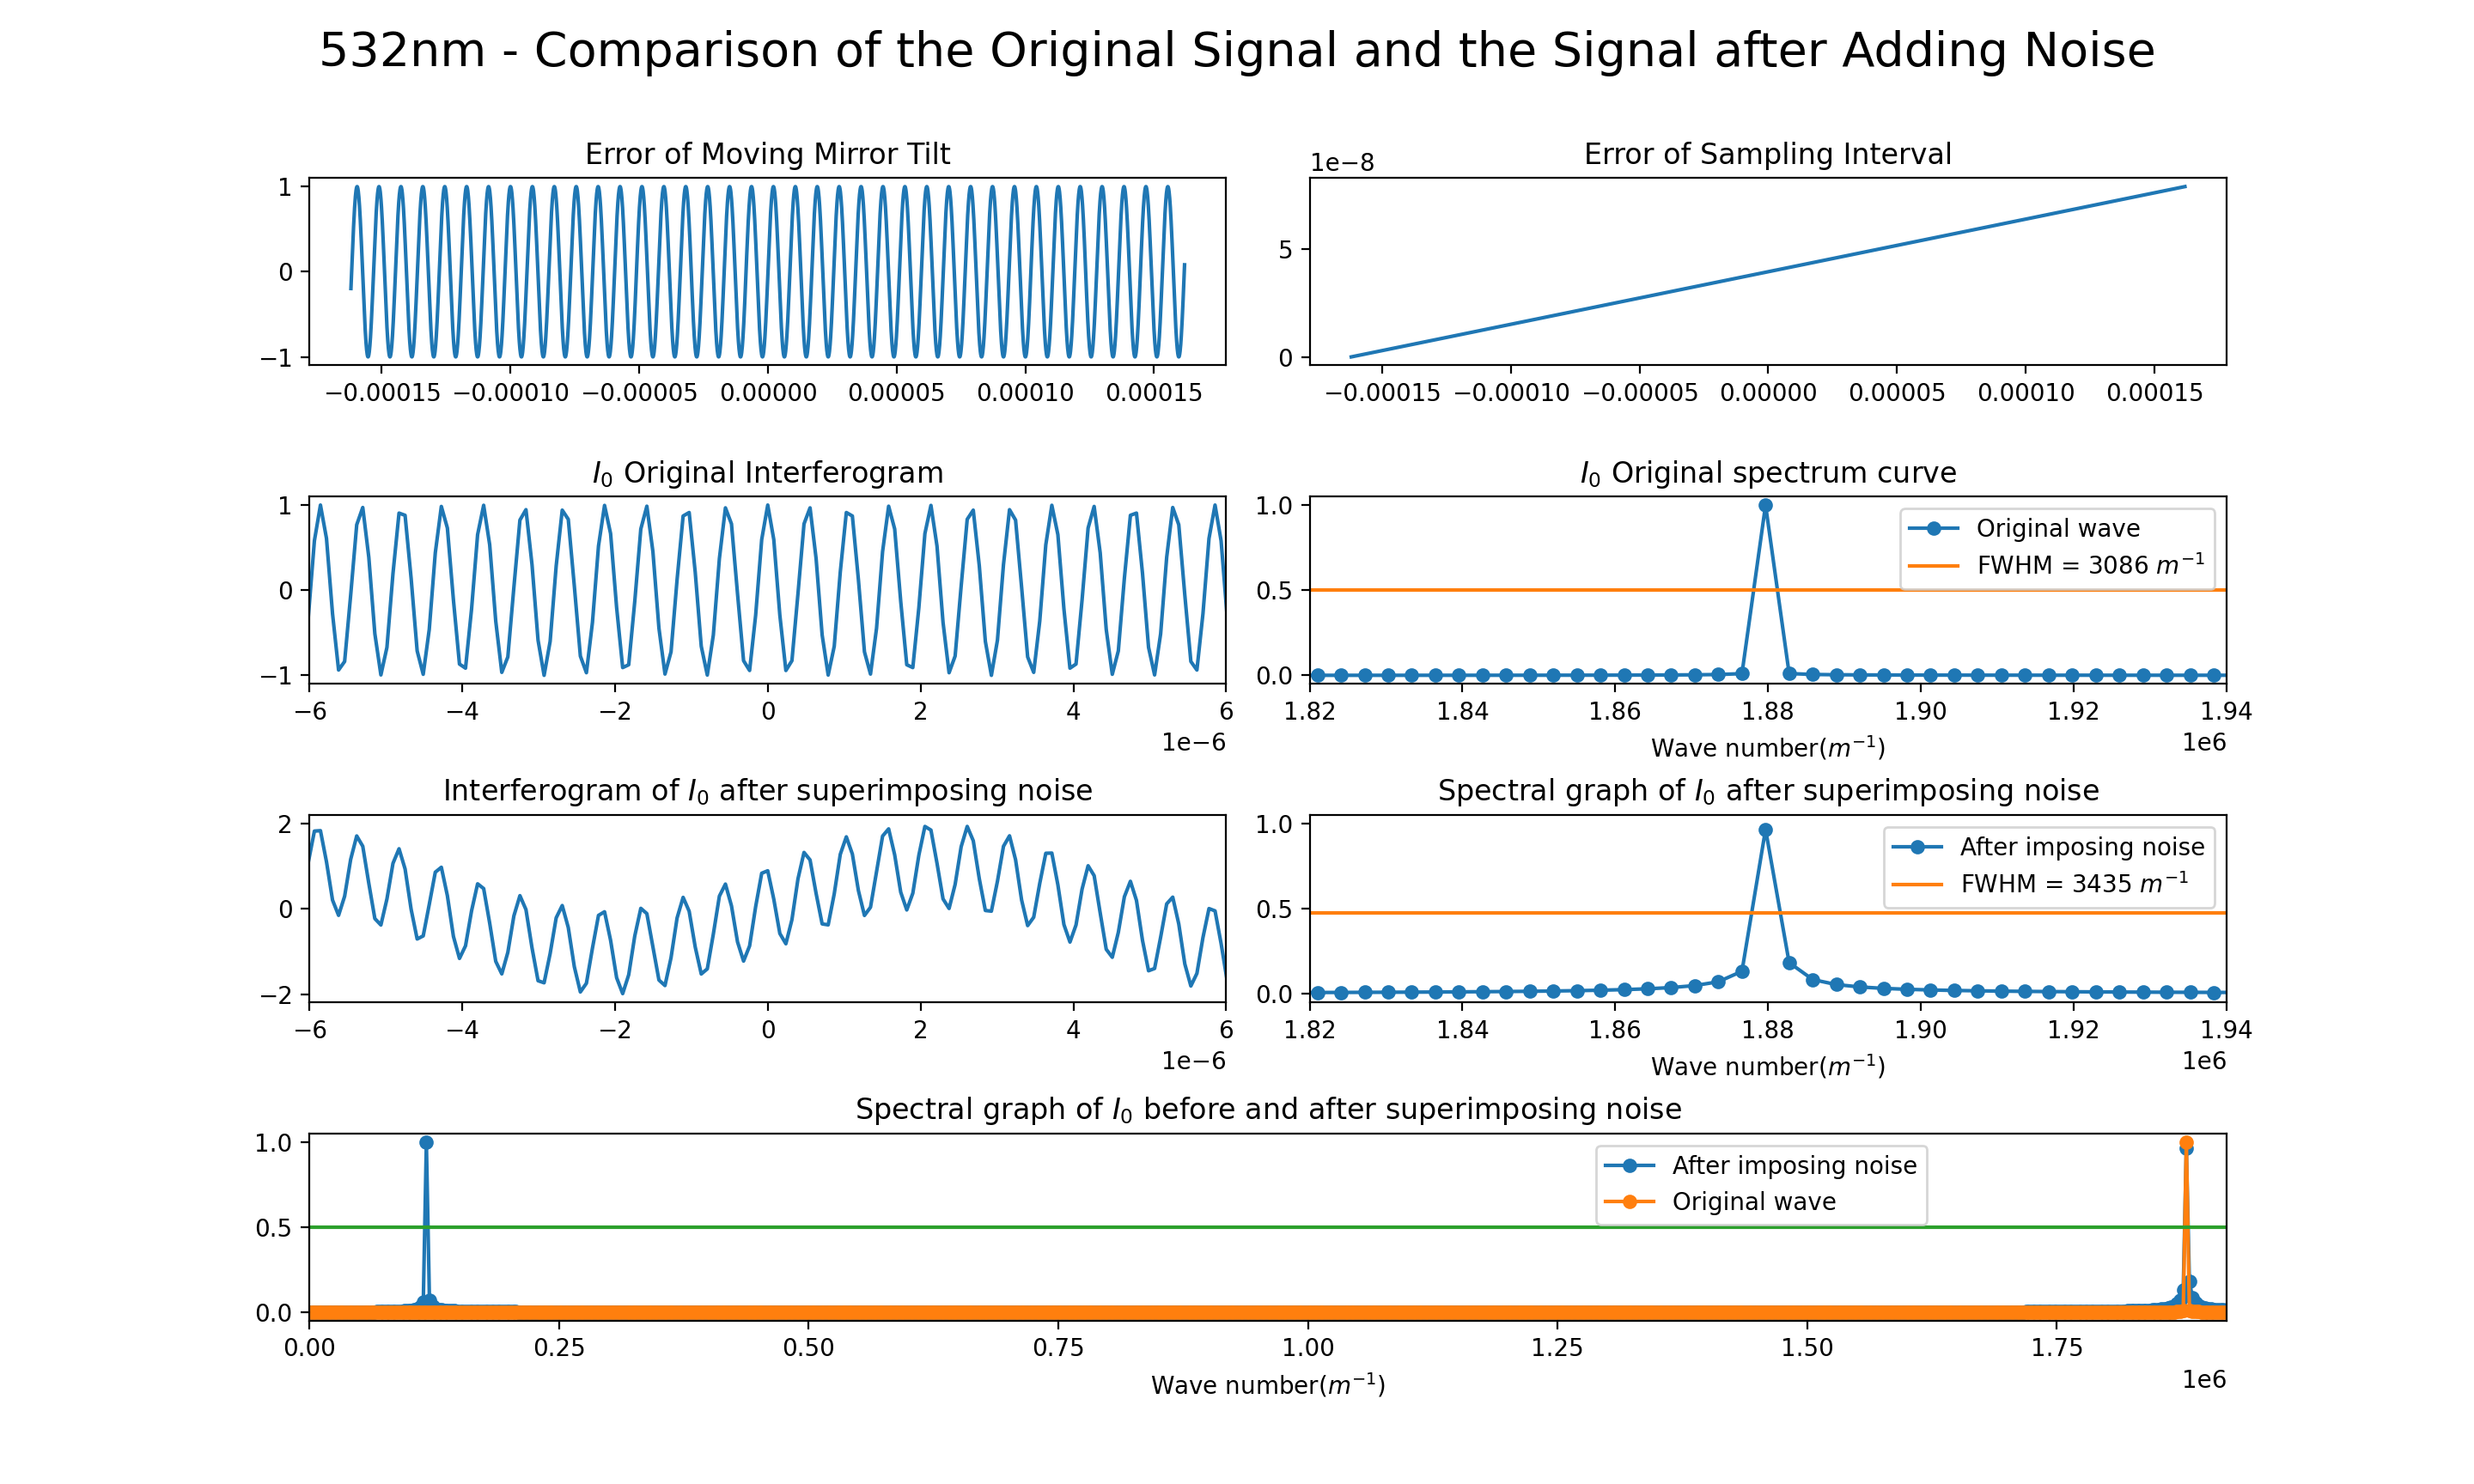 532nm - Comparison of the Original Signal and the Signal after Adding Noise
Error of Moving Mirror Tilt
1
0
−1
−0.00015 −0.00010 −0.00005 0.00000 0.00005 0.00010 0.00015
Error of Sampling Interval
1e−8
5
0
−0.00015 −0.00010 −0.00005 0.00000 0.00005 0.00010 0.00015
I₀ Original Interferogram
1
0
−1
−6 −4 −2 0 2 4 6
1e−6
I₀ Original spectrum curve
1.0
0.5
0.0
Original wave
FWHM = 3086 m⁻¹
1.82 1.84 1.86 1.88 1.90 1.92 1.94
Wave number(m⁻¹)
1e6
Interferogram of I₀ after superimposing noise
2
0
−2
−6 −4 −2 0 2 4 6
1e−6
Spectral graph of I₀ after superimposing noise
1.0
0.5
0.0
After imposing noise
FWHM = 3435 m⁻¹
1.82 1.84 1.86 1.88 1.90 1.92 1.94
Wave number(m⁻¹)
1e6
Spectral graph of I₀ before and after superimposing noise
1.0
0.5
0.0
After imposing noise
Original wave
0.00 0.25 0.50 0.75 1.00 1.25 1.50 1.75
Wave number(m⁻¹)
1e6